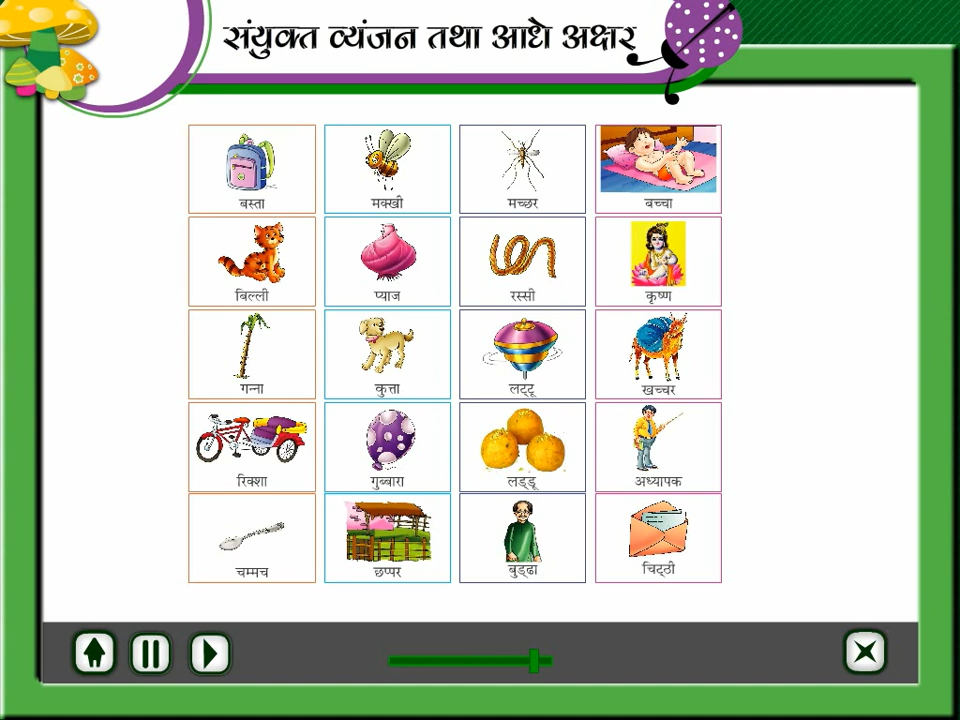 संयुक्त व्यंजन तथा आधे अक्षर
बस्ता
मक्खी
मच्छर
बच्चा
बिल्ली
प्याज
रस्सी
कृष्ण
गन्ना
कुत्ता
लट्टू
खच्चर
रिक्शा
गुब्बारा
लड्डू
अध्यापक
चम्मच
छप्पर
बुड्ढा
चिट्ठी